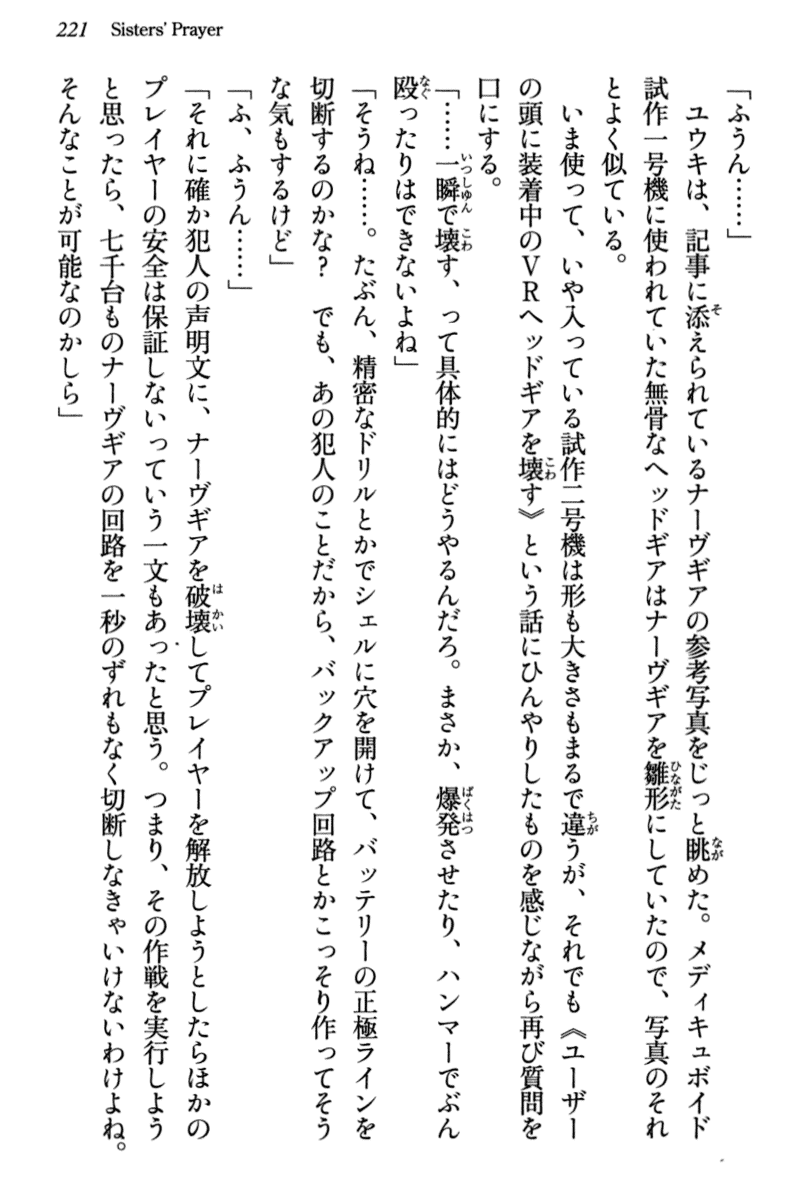 221 Sisters' Prayer
「ふうん……」
　ユウキは、記事に添えられているナーヴギアの参考写真をじっと眺めた。メディキュボイド
試作一号機に使われていた無骨なヘッドギアはナーヴギアを雛形にしていたので、写真のそれ
とよく似ている。
　いま使って、いや入っている試作二号機は形も大きさもまるで違うが、それでも《ユーザー
の頭に装着中のＶＲヘッドギアを壊す》という話にひんやりしたものを感じながら再び質問を
口にする。
「……一瞬で壊す、って具体的にはどうやるんだろ。まさか、爆発させたり、ハンマーでぶん
殴ったりはできないよね」
「そうね……。たぶん、精密なドリルとかでシェルに穴を開けて、バッテリーの正極ラインを
切断するのかな？　でも、あの犯人のことだから、バックアップ回路とかこっそり作ってそう
な気もするけど」
「ふ、ふうん……」
「それに確か犯人の声明文に、ナーヴギアを破壊してプレイヤーを解放しようとしたらほかの
プレイヤーの安全は保証しないっていう一文もあったと思う。つまり、その作戦を実行しよう
と思ったら、七千台ものナーヴギアの回路を一秒のずれもなく切断しなきゃいけないわけよね。
そんなことが可能なのかしら」